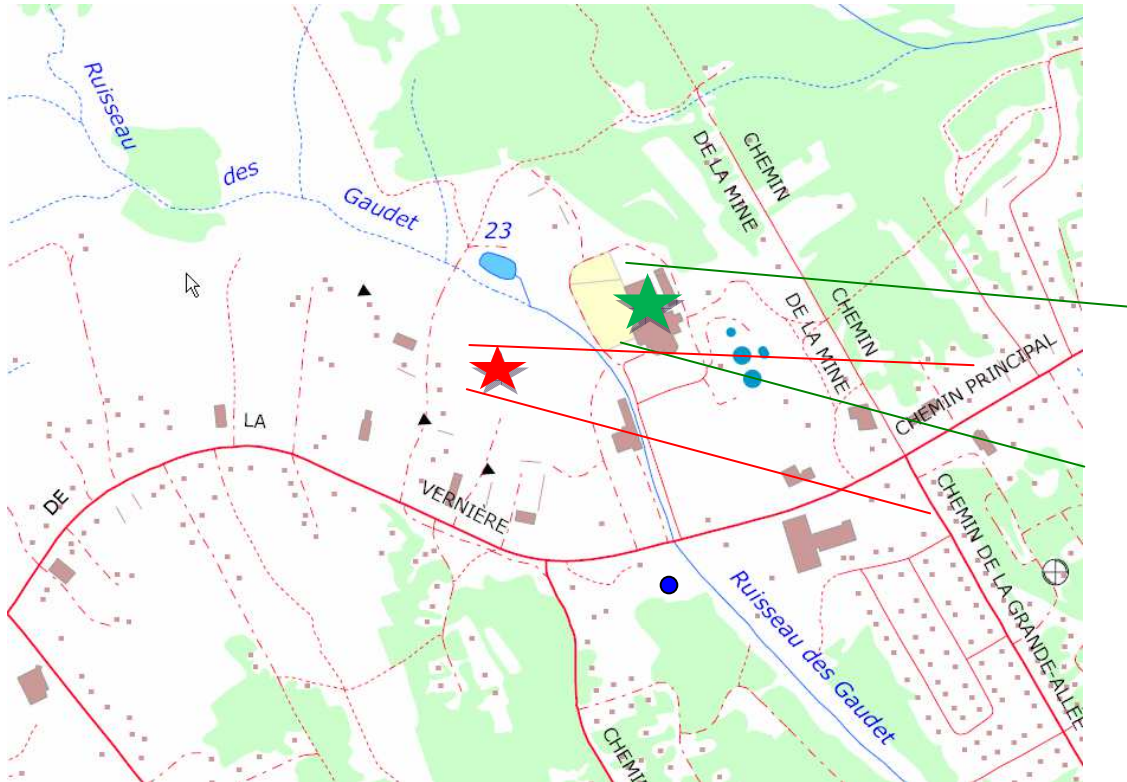 Ruisseau
des
Gaudet
23
CHEMIN
DE LA MINE
CHEMIN
DE LA MINE
CHEMIN PRINCIPAL
LA
DE
VERNIÈRE
CHEMIN DE LA GRANDE-ALLÉE
Ruisseau des Gaudet
CHEMIN